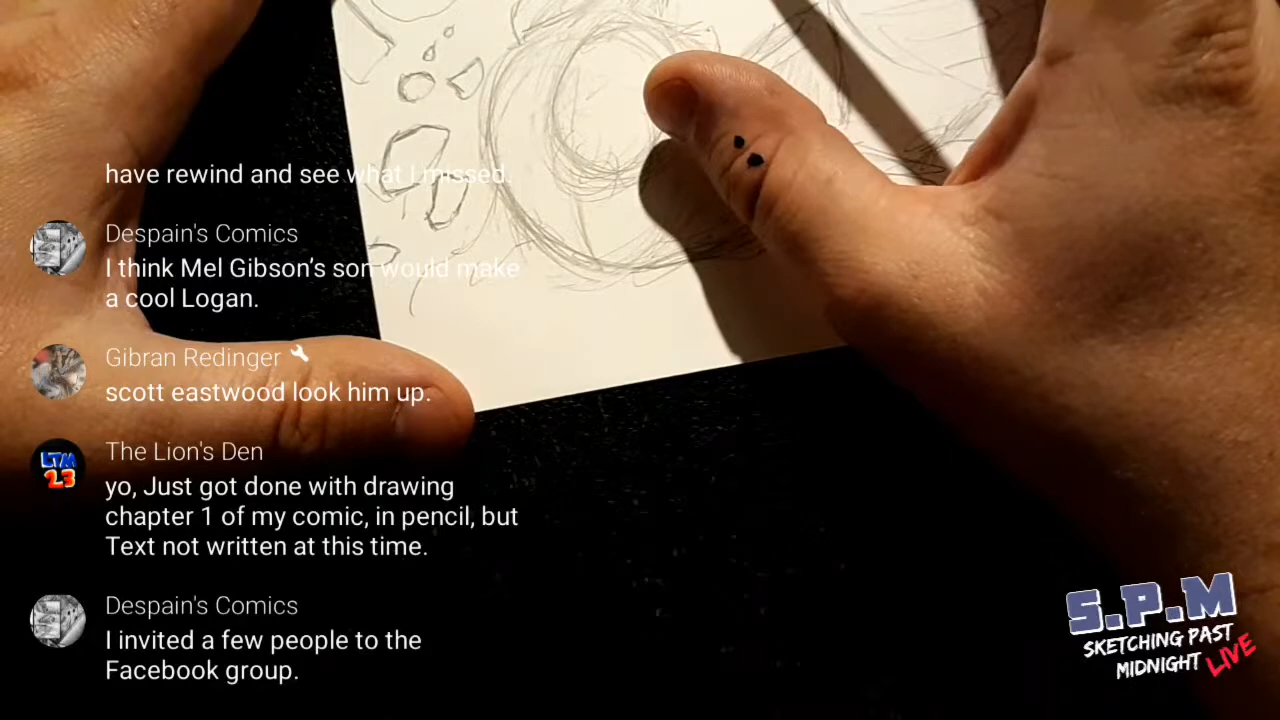 have rewind and see what I missed.
Despain's Comics
I think Mel Gibson’s son would make
a cool Logan.
Gibran Redinger
scott eastwood look him up.
LTM
23
The Lion's Den
yo, Just got done with drawing
chapter 1 of my comic, in pencil, but
Text not written at this time.
Despain's Comics
I invited a few people to the
Facebook group.
S.P.M
SKETCHING PAST
MIDNIGHT LIVE